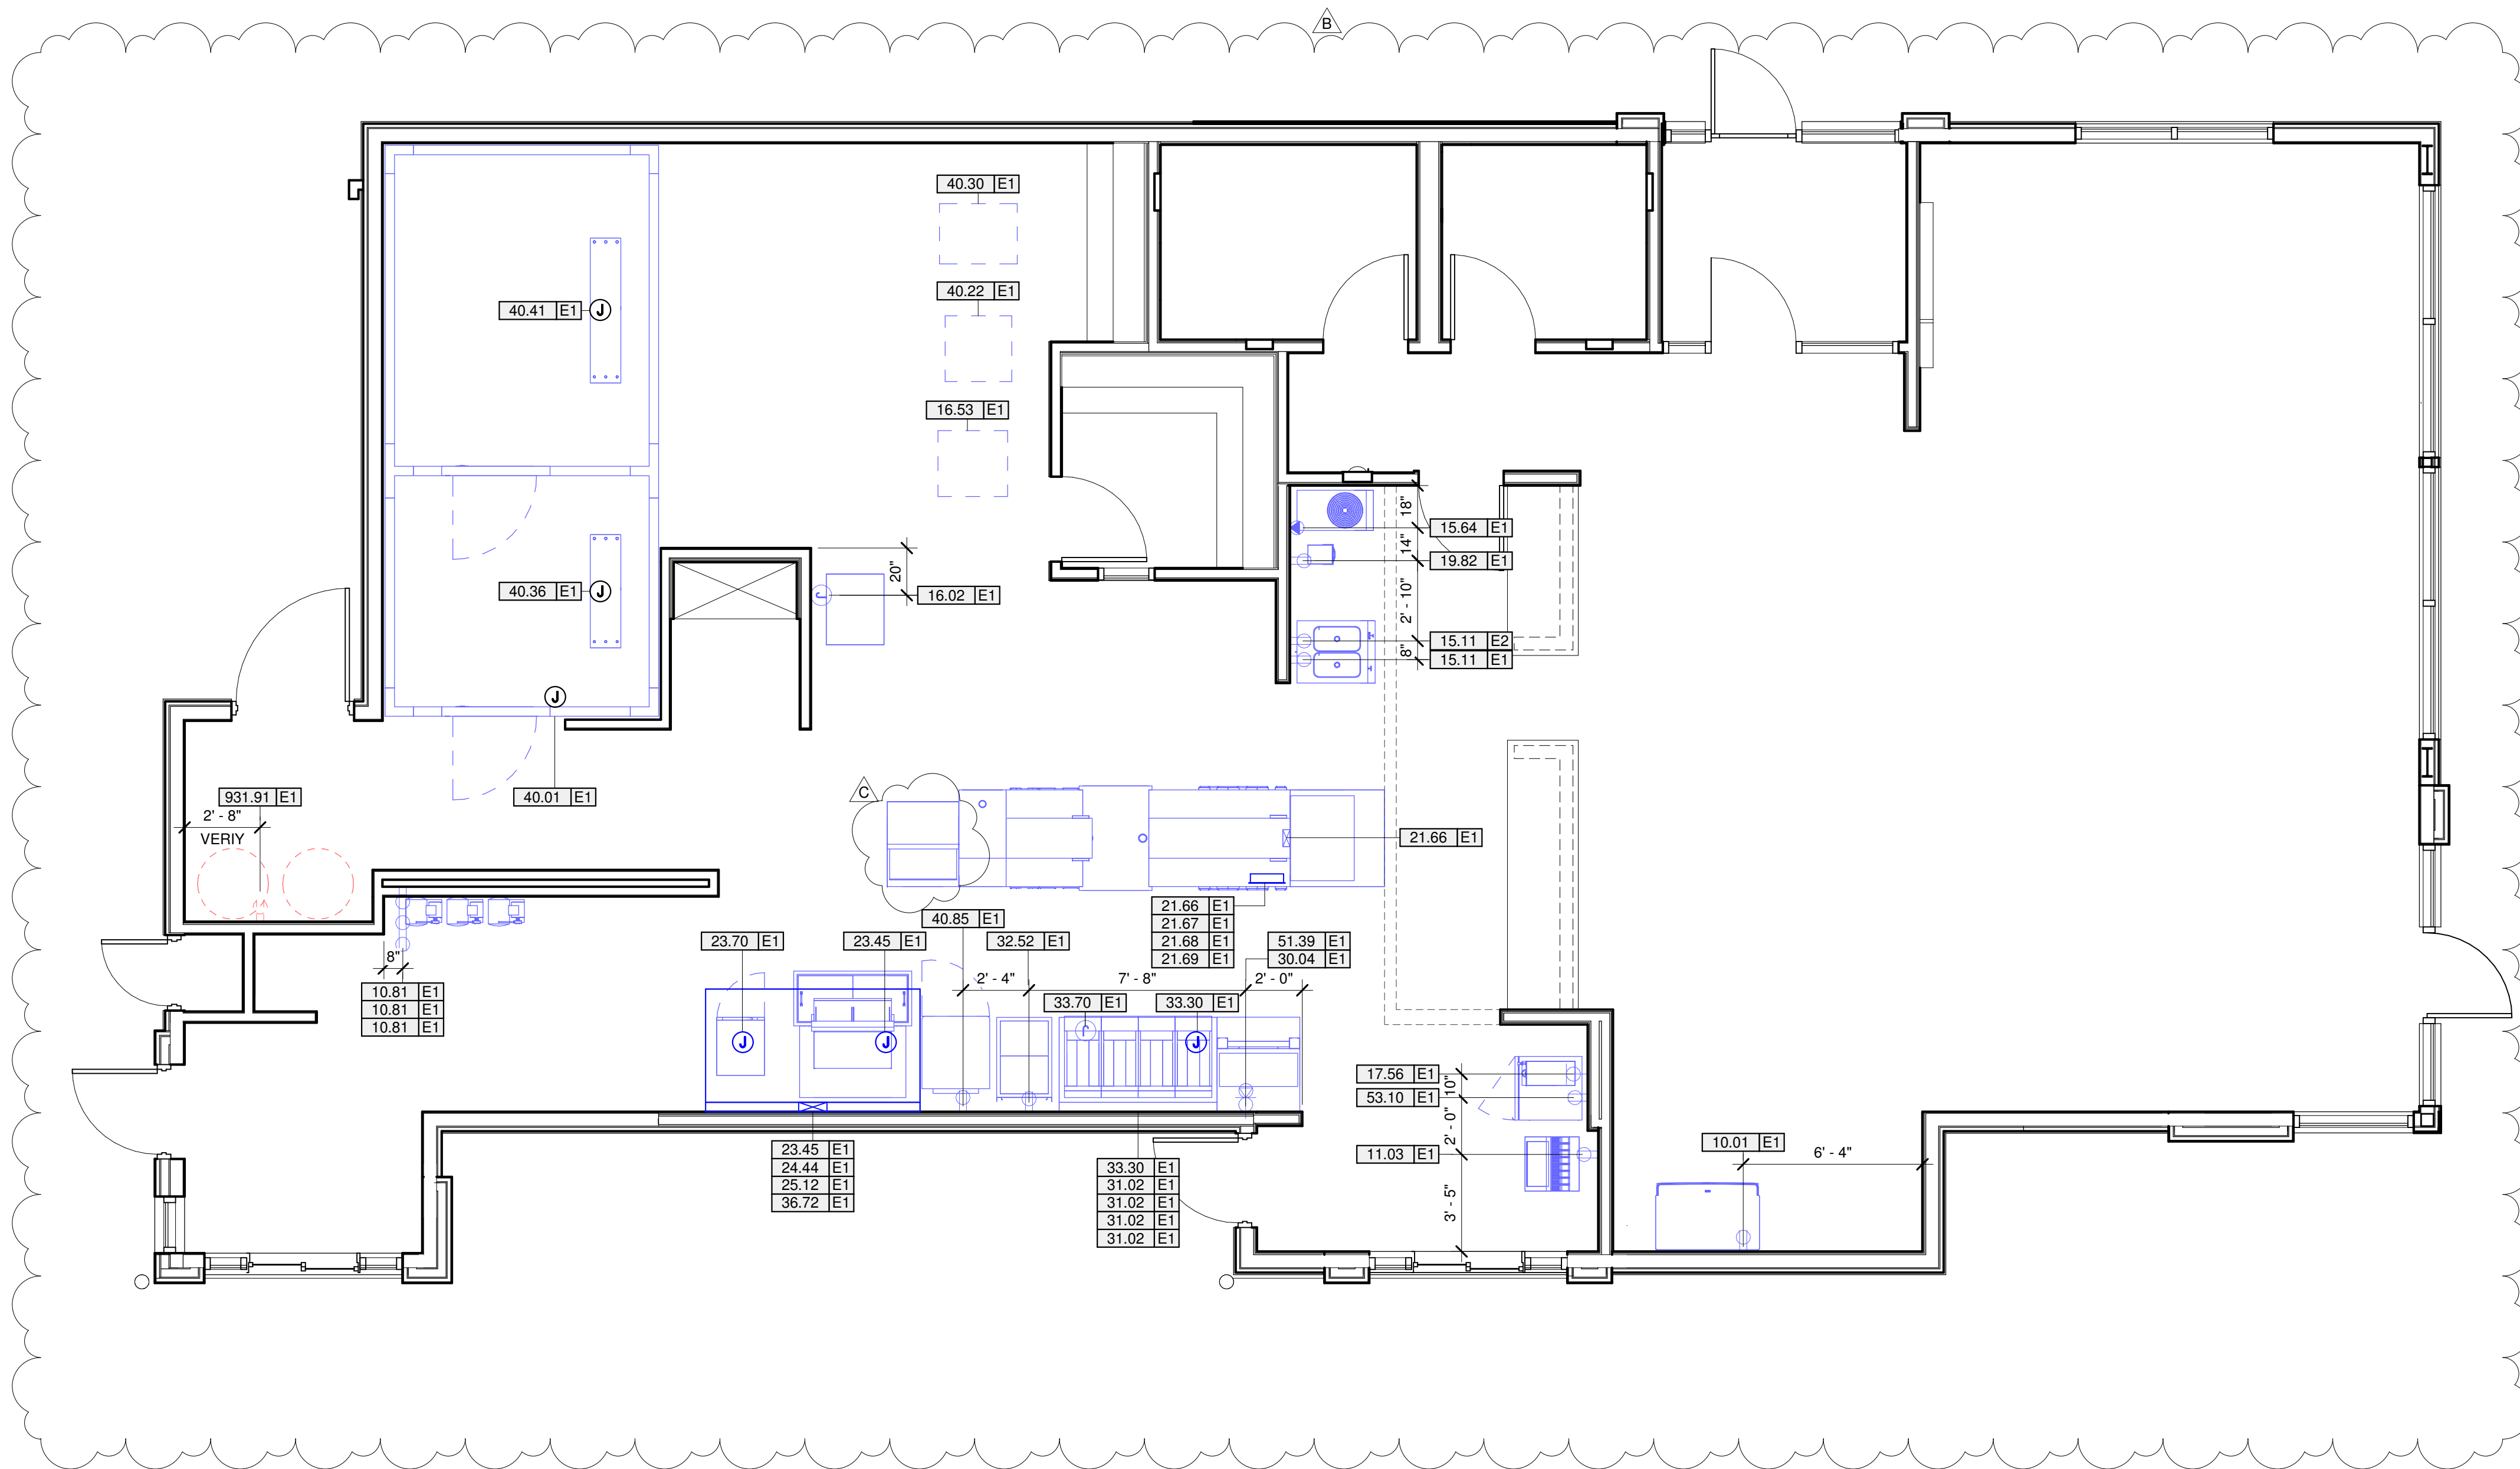 B
40.30 E1
40.22 E1
40.41 E1
J
16.53 E1
18"
15.64 E1
14"
19.82 E1
20"
40.36 E1
J
16.02 E1
2' - 10"
15.11 E2
8"
15.11 E1
J
931.91 E1
40.01 E1
C
2' - 8"
VERIY
21.66 E1
21.66 E1
21.67 E1
21.68 E1
21.69 E1
40.85 E1
23.70 E1
23.45 E1
32.52 E1
51.39 E1
30.04 E1
8"
2' - 4"
7' - 8"
2' - 0"
10.81 E1
10.81 E1
10.81 E1
33.70 E1
33.30 E1
J
J
J
J
J
17.56 E1
10"
53.10 E1
2' - 0"
11.03 E1
3' - 5"
10.01 E1
6' - 4"
23.45 E1
24.44 E1
25.12 E1
36.72 E1
33.30 E1
31.02 E1
31.02 E1
31.02 E1
31.02 E1